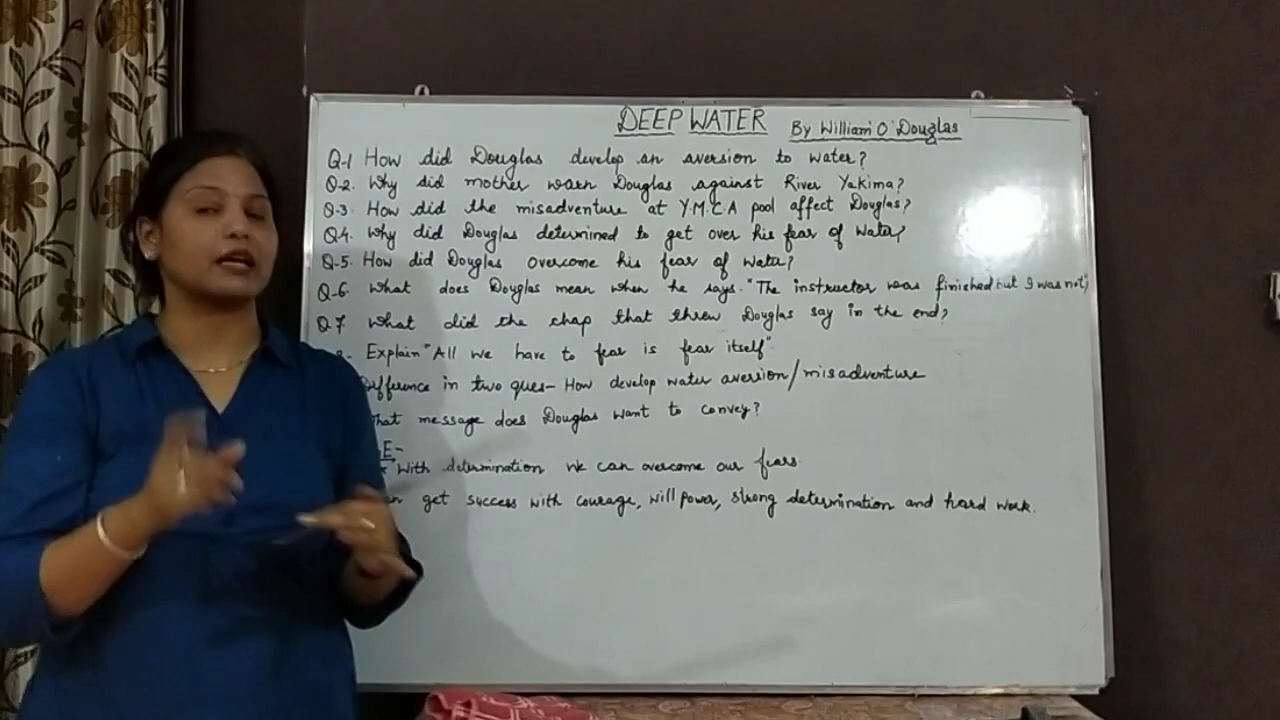 DEEP WATER By William O'Douglas
Q-1 How did Douglas develop an aversion to water?
Q-2. Why did mother warn Douglas against River Yakima?
Q-3. How did the misadventure at Y.M.C.A pool affect Douglas?
Q4. Why did Douglas determined to get over his fear of water?
Q-5. How did Douglas overcome his fear of water?
Q-6. What does Douglas mean when he says. "The instructor was finished but I was not"?
Q7 What did the chap that threw Douglas say in the end?
8- Explain "All we have to fear is fear itself".
Difference in two ques- How develop water aversion/misadventure
What message does Douglas want to convey?
E-
With determination we can overcome our fears.
get success with courage, will power, strong determination and hard work.